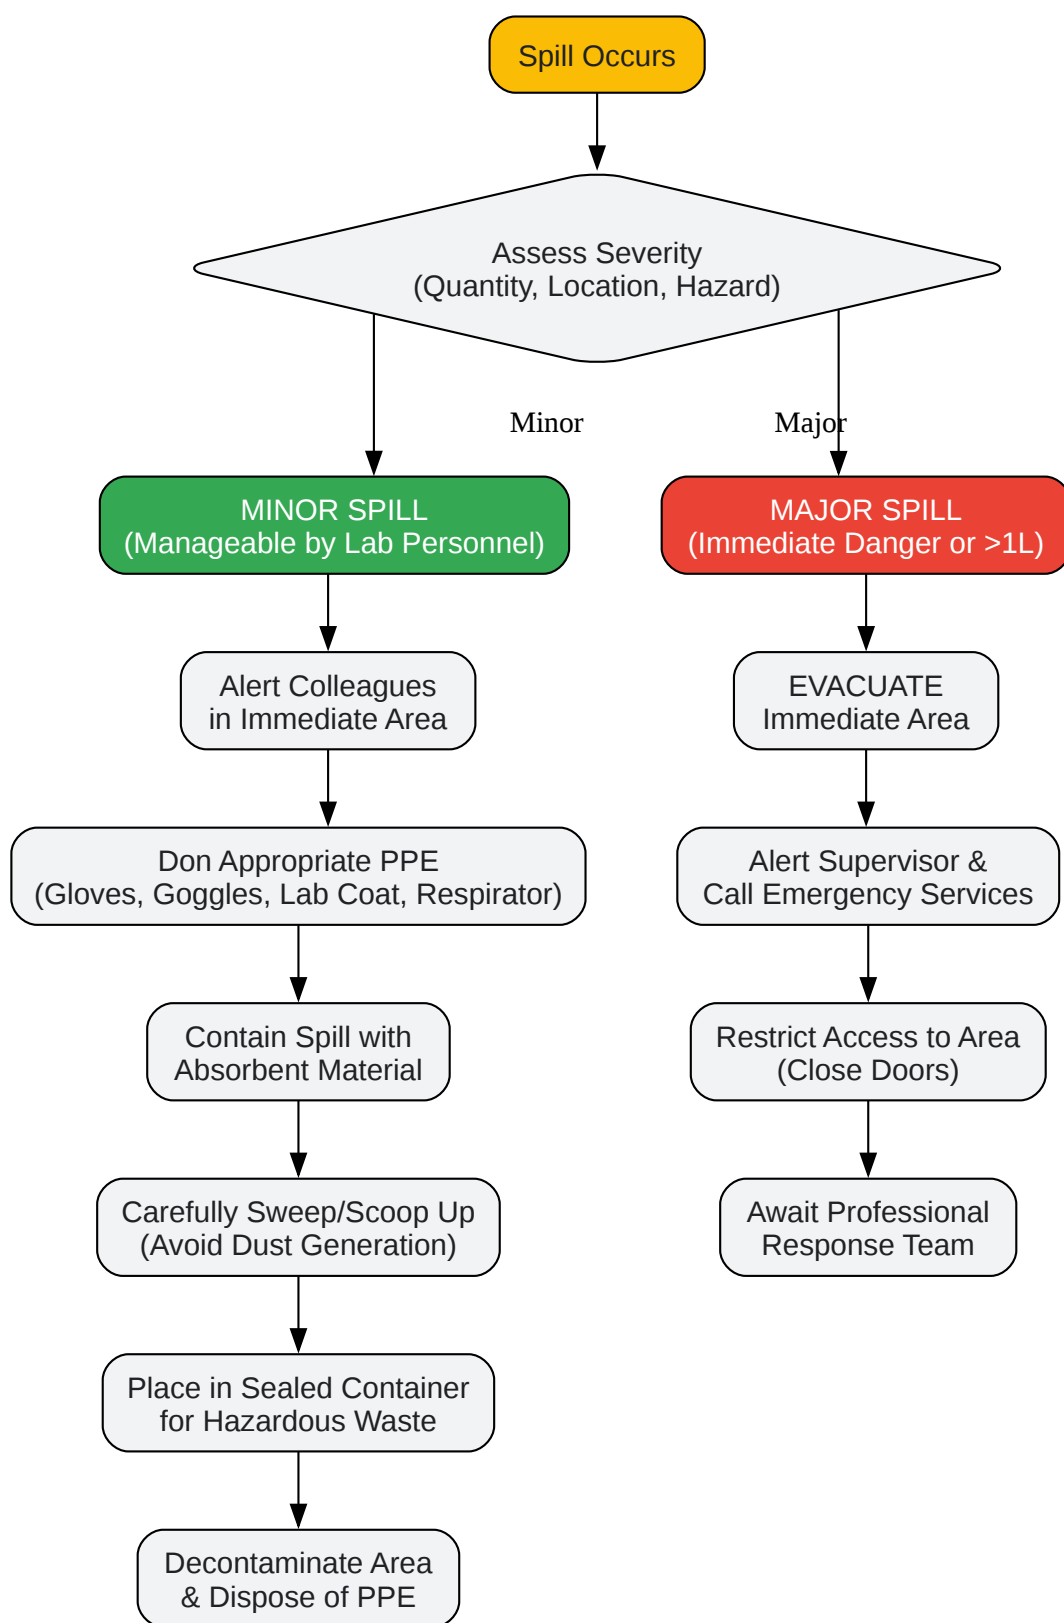 Spill Occurs
Assess Severity
(Quantity, Location, Hazard)
Minor
Major
MINOR SPILL
(Manageable by Lab Personnel)
MAJOR SPILL
(Immediate Danger or >1L)
Alert Colleagues
in Immediate Area
EVACUATE
Immediate Area
Don Appropriate PPE
(Gloves, Goggles, Lab Coat, Respirator)
Alert Supervisor &
Call Emergency Services
Contain Spill with
Absorbent Material
Restrict Access to Area
(Close Doors)
Carefully Sweep/Scoop Up
(Avoid Dust Generation)
Await Professional
Response Team
Place in Sealed Container
for Hazardous Waste
Decontaminate Area
& Dispose of PPE